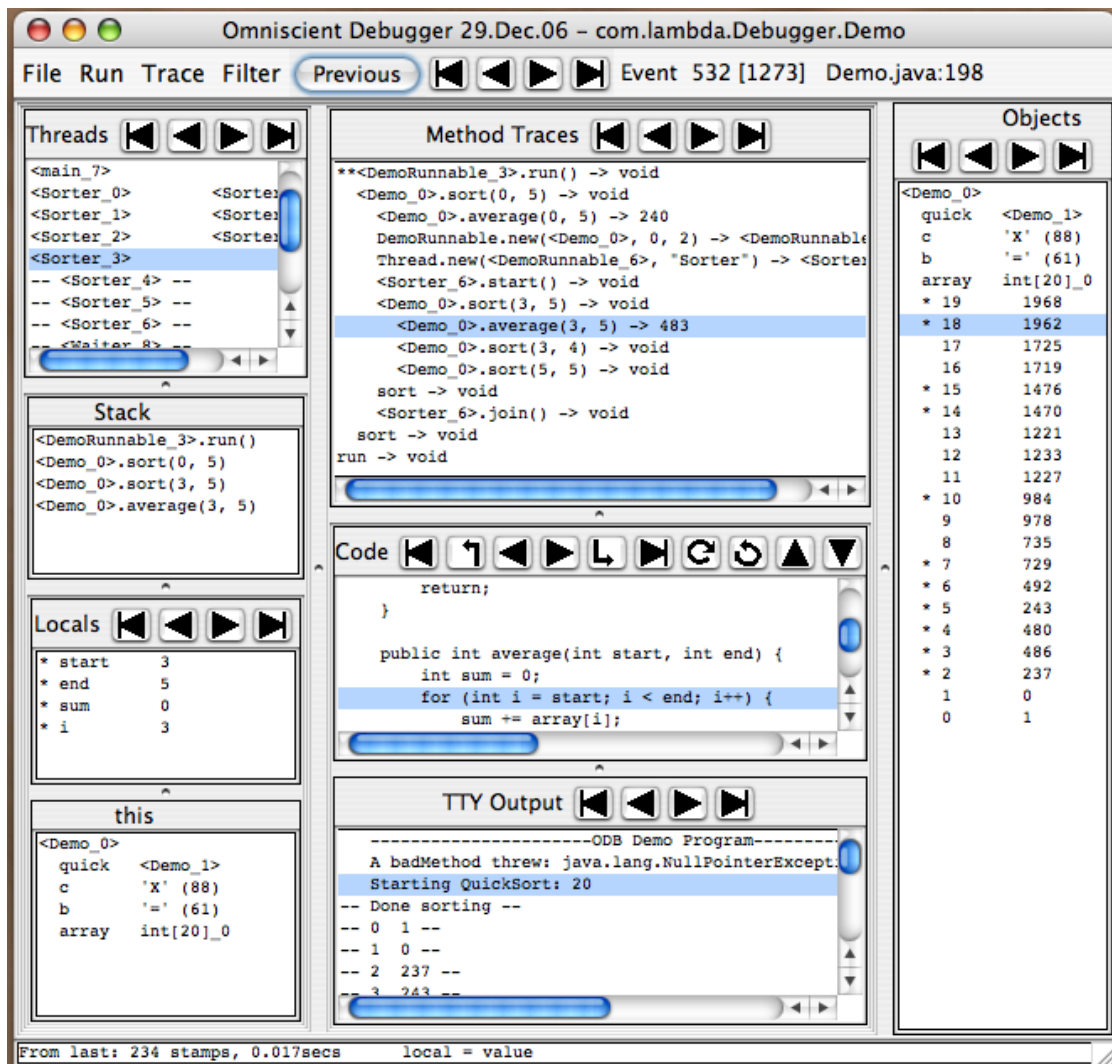 Omniscient Debugger 29.Dec.06 – com.lambda.Debugger.Demo
File Run Trace Filter Previous Event 532 [1273] Demo.java:198
Threads
<main_7>
<Sorter_0> <Sorter
<Sorter_1> <Sorter
<Sorter_2> <Sorter
<Sorter_3>
-- <Sorter_4> --
-- <Sorter_5> --
-- <Sorter_6> --
-- <Waiter_8> --
Stack
<DemoRunnable_3>.run()
<Demo_0>.sort(0, 5)
<Demo_0>.sort(3, 5)
<Demo_0>.average(3, 5)
Locals
* start 3
* end 5
* sum 0
* i 3
this
<Demo_0>
quick <Demo_1>
c 'X' (88)
b '=' (61)
array int[20]_0
Method Traces
**<DemoRunnable_3>.run() -> void
<Demo_0>.sort(0, 5) -> void
<Demo_0>.average(0, 5) -> 240
DemoRunnable.new(<Demo_0>, 0, 2) -> <DemoRunnable
Thread.new(<DemoRunnable_6>, "Sorter") -> <Sorter
<Sorter_6>.start() -> void
<Demo_0>.sort(3, 5) -> void
<Demo_0>.average(3, 5) -> 483
<Demo_0>.sort(3, 4) -> void
<Demo_0>.sort(5, 5) -> void
sort -> void
<Sorter_6>.join() -> void
sort -> void
run -> void
Code
return;
}
public int average(int start, int end) {
int sum = 0;
for (int i = start; i < end; i++) {
sum += array[i];
TTY Output
----------------------ODB Demo Program---------
A badMethod threw: java.lang.NullPointerExcepti
Starting QuickSort: 20
-- Done sorting --
-- 0 1 --
-- 1 0 --
-- 2 237 --
-- 3 243 --
Objects
<Demo_0>
quick <Demo_1>
c 'X' (88)
b '=' (61)
array int[20]_0
* 19 1968
* 18 1962
17 1725
16 1719
* 15 1476
* 14 1470
13 1221
12 1233
11 1227
* 10 984
9 978
8 735
* 7 729
* 6 492
* 5 243
* 4 480
* 3 486
* 2 237
1 0
0 1
From last: 234 stamps, 0.017secs local = value